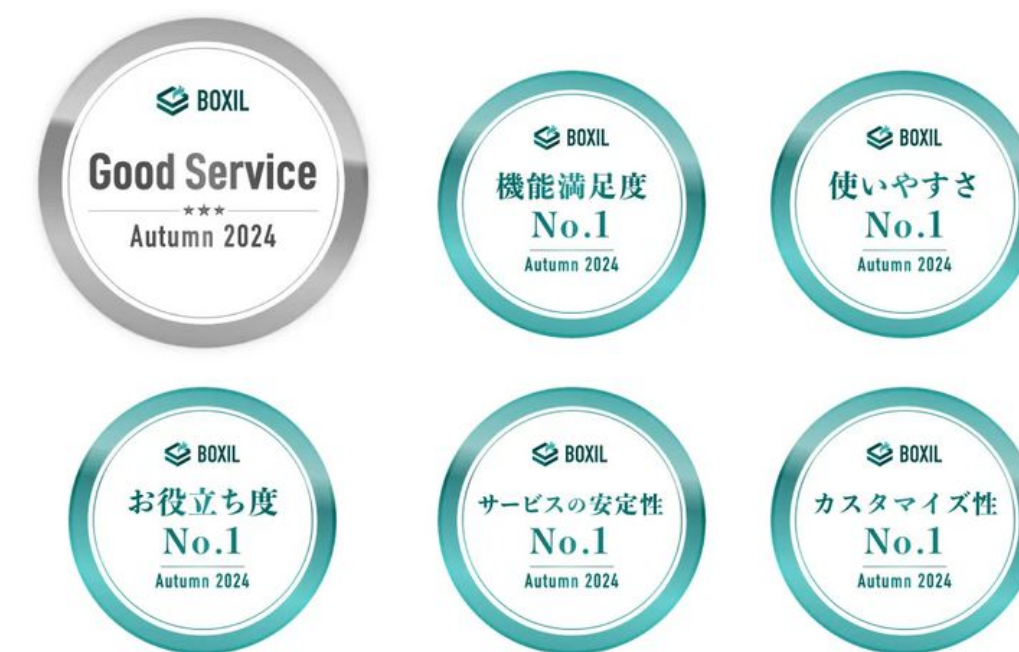 BOXIL
Good Service
★★★
Autumn 2024
BOXIL
機能満足度
No.1
Autumn 2024
BOXIL
使いやすさ
No.1
Autumn 2024
BOXIL
お役立ち度
No.1
Autumn 2024
BOXIL
サービスの安定性
No.1
Autumn 2024
BOXIL
カスタマイズ性
No.1
Autumn 2024